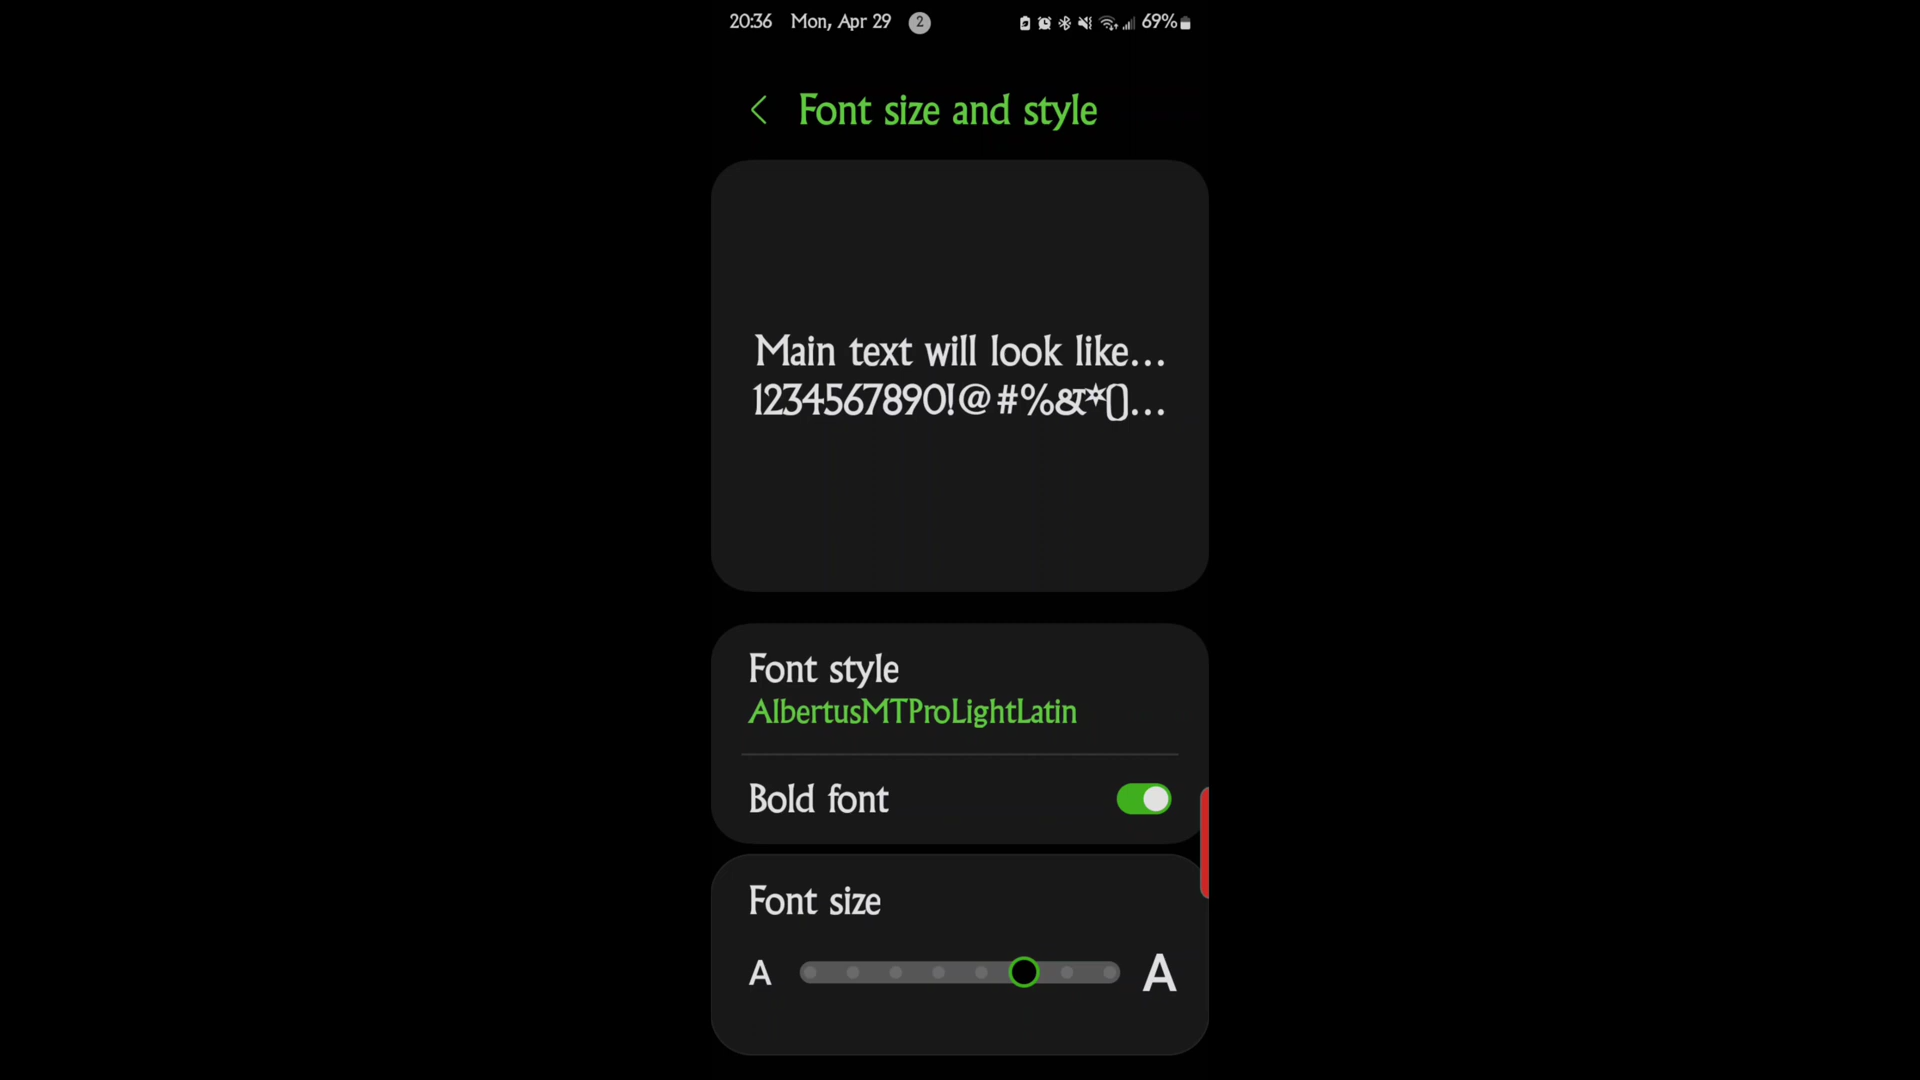 20:36 Mon, Apr 29 2 69%
Font size and style
Main text will look like...
1234567890!@#%&*()...
Font style
AlbertusMTProLightLatin
Bold font
Font size
A A